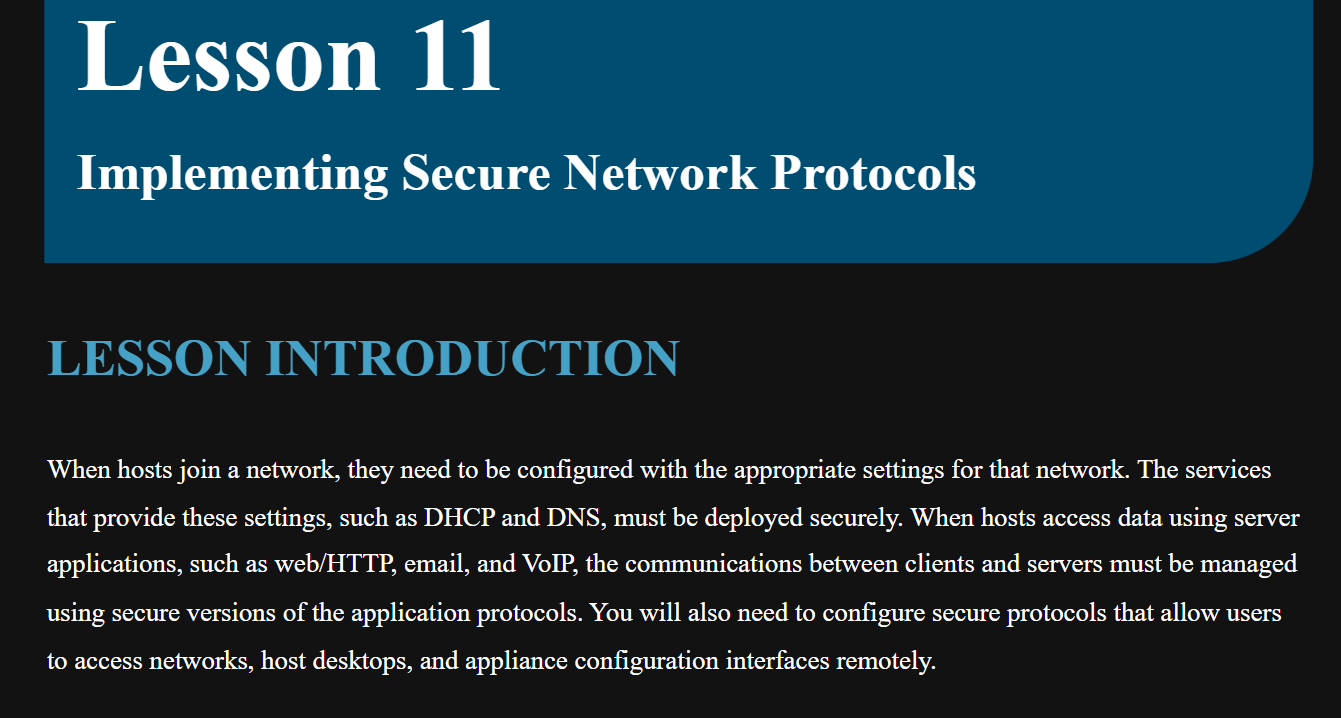 Lesson 11
Implementing Secure Network Protocols
LESSON INTRODUCTION
When hosts join a network, they need to be configured with the appropriate settings for that network. The services
that provide these settings, such as DHCP and DNS, must be deployed securely. When hosts access data using server
applications, such as web/HTTP, email, and VoIP, the communications between clients and servers must be managed
using secure versions of the application protocols. You will also need to configure secure protocols that allow users
to access networks, host desktops, and appliance configuration interfaces remotely.